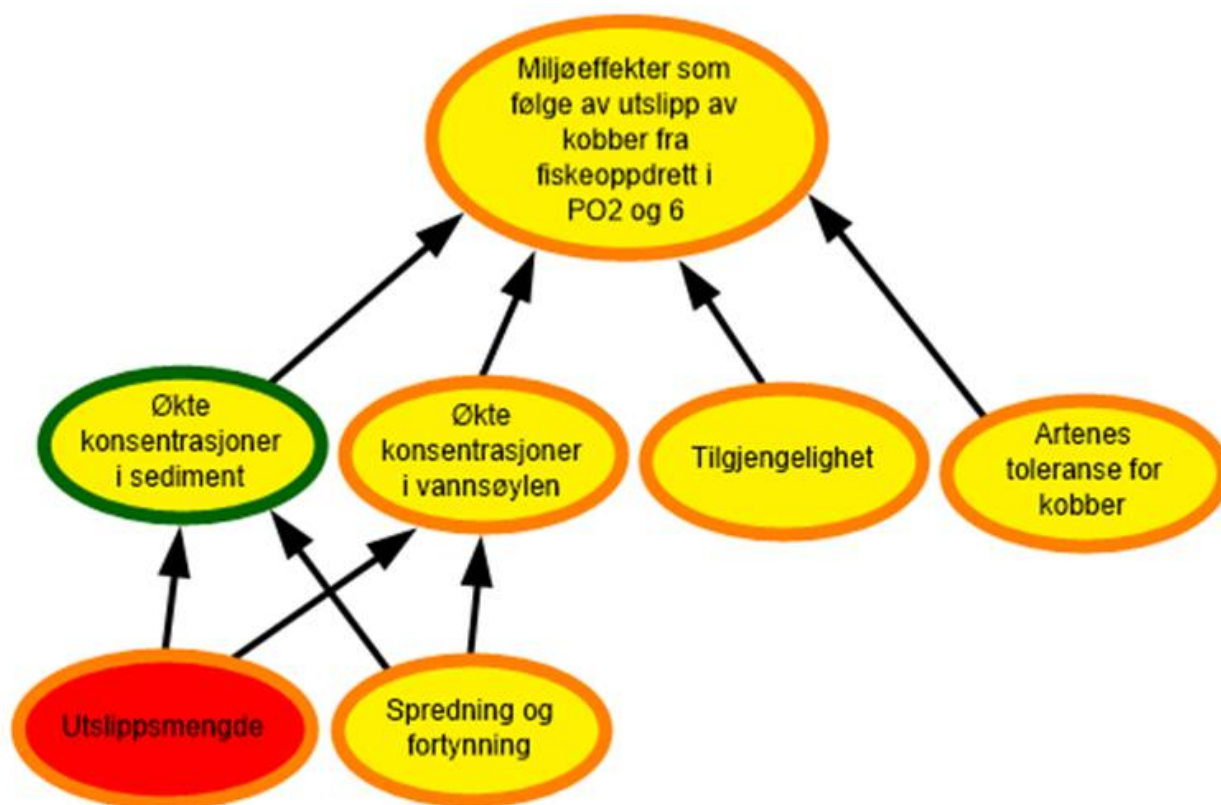 Miljøeffekter som
følge av utslipp av
kobber fra
fiskeoppdrett i
PO2 og 6
Økte
konsentrasjoner
i sediment
Økte
konsentrasjoner
i vannsøylen
Tilgjengelighet
Artenes
toleranse for
kobber
Utslippsmengde
Spredning og
fortynning